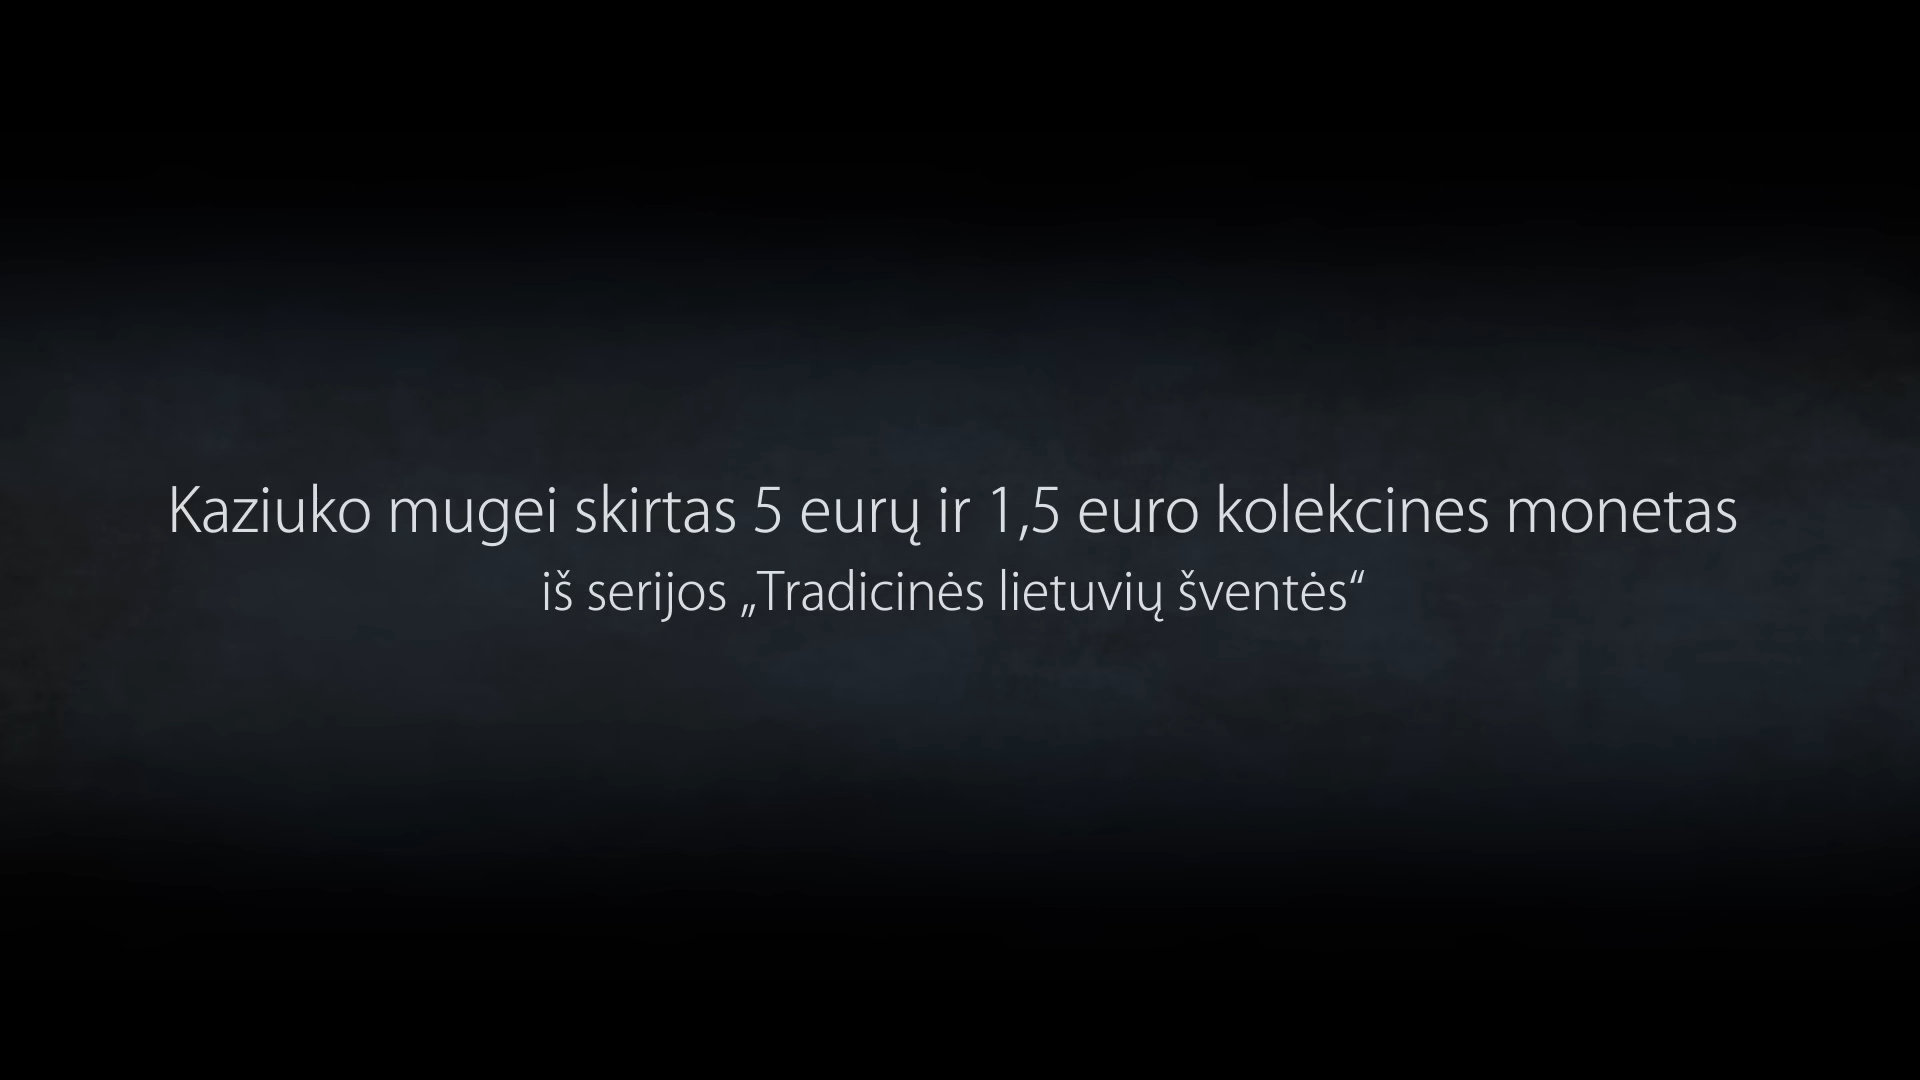 Kaziuko mugei skirtas 5 eurų ir 1,5 euro kolekcines monetas
iš serijos „Tradicinės lietuvių šventės“